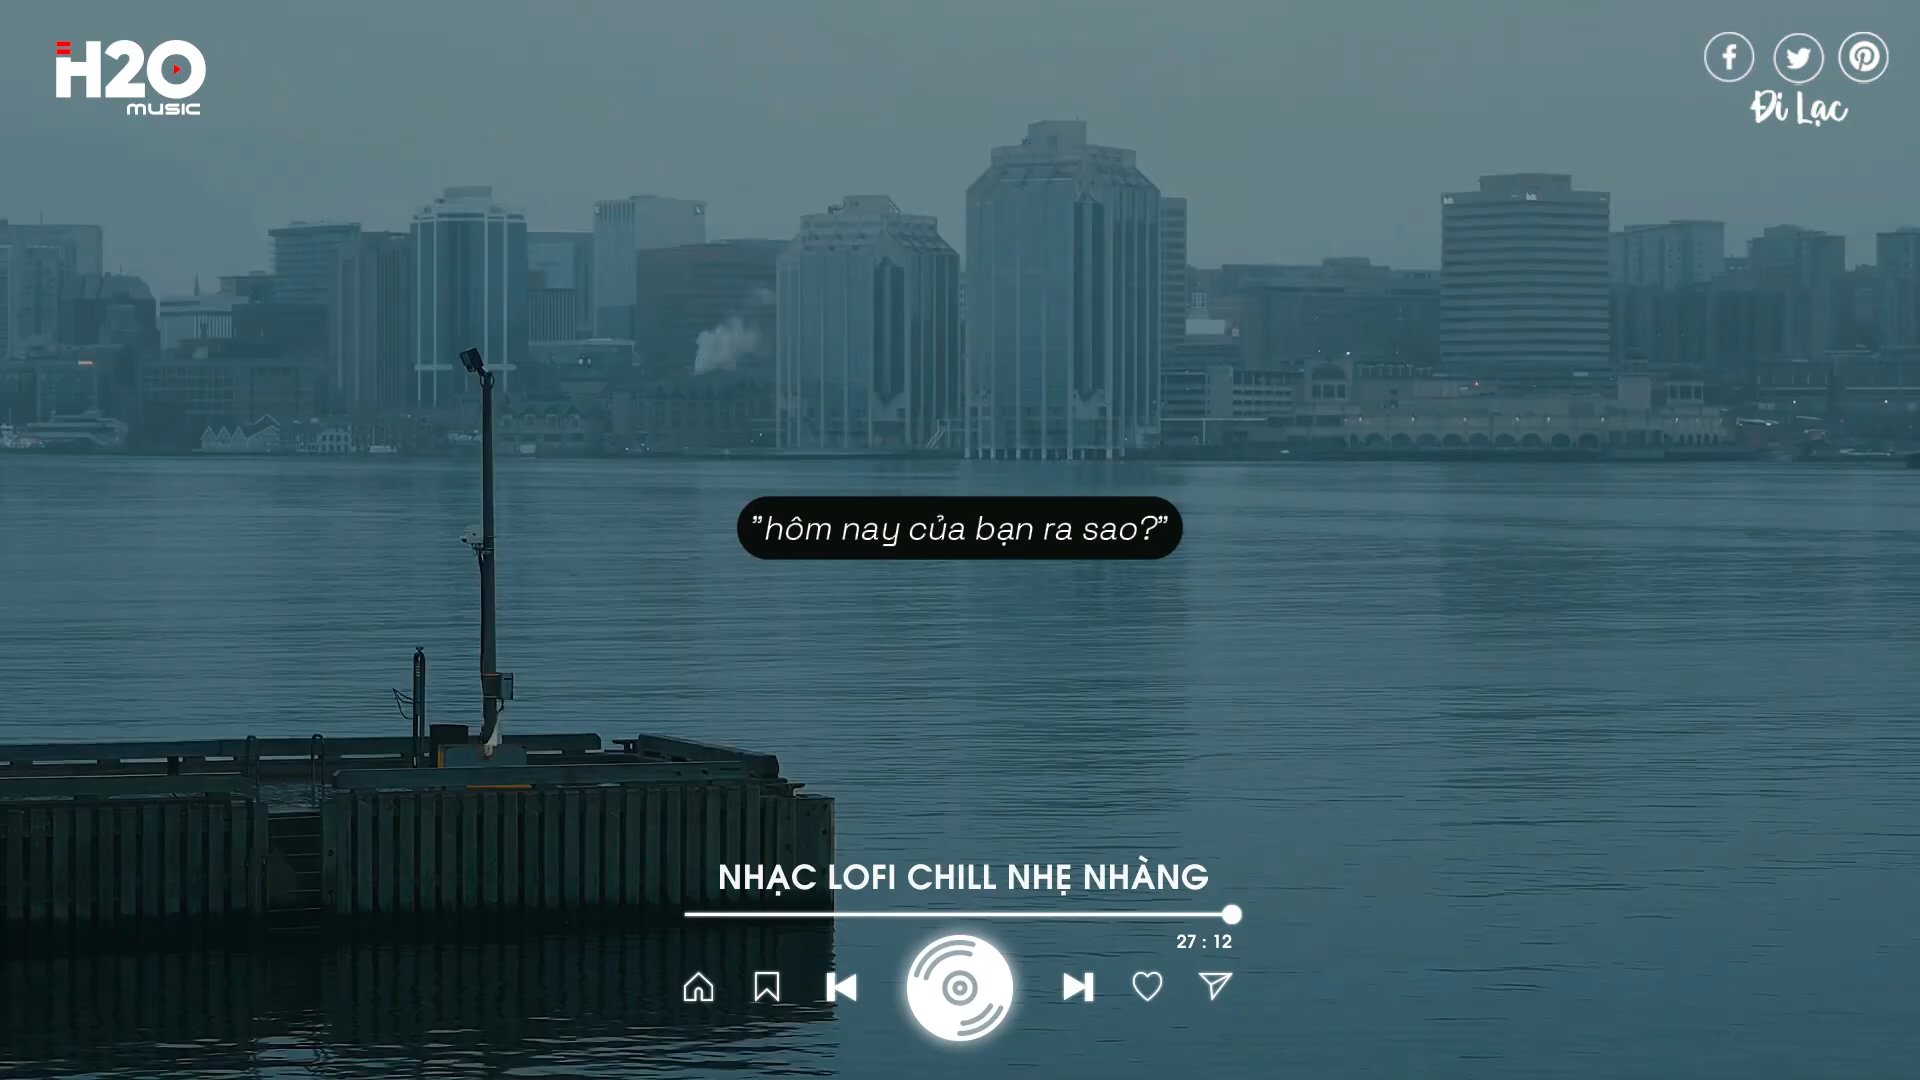 H2O
MUSIC
Đi Lạc
”hôm nay của bạn ra sao?”
NHẠC LOFI CHILL NHẸ NHÀNG
27 : 12